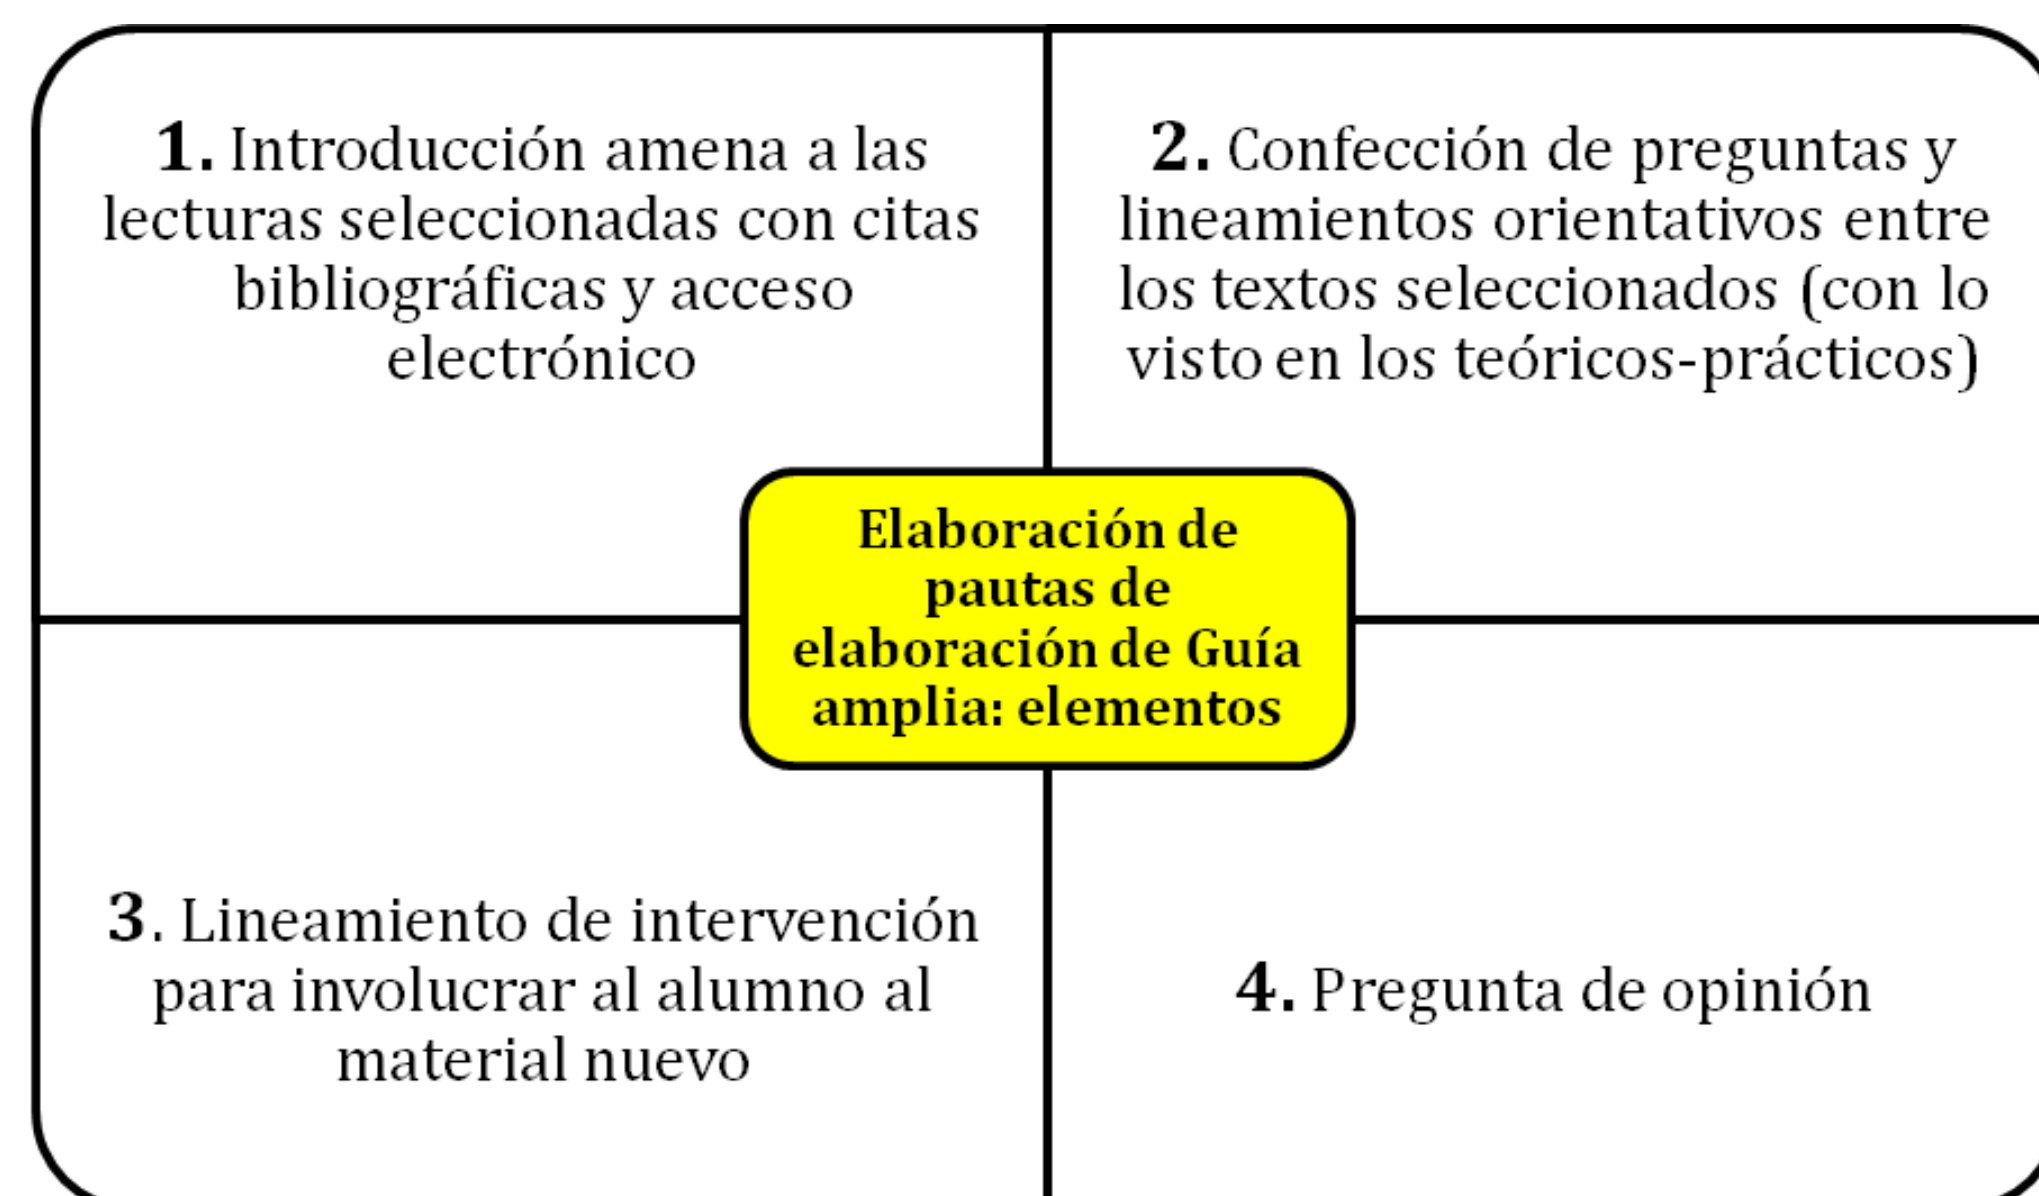 1. Introducción amena a las
lecturas seleccionadas con citas
bibliográficas y acceso
electrónico
2. Confección de preguntas y
lineamientos orientativos entre
los textos seleccionados (con lo
visto en los teóricos-prácticos)
Elaboración de
pautas de
elaboración de Guía
amplia: elementos
3. Lineamiento de intervención
para involucrar al alumno al
material nuevo
4. Pregunta de opinión